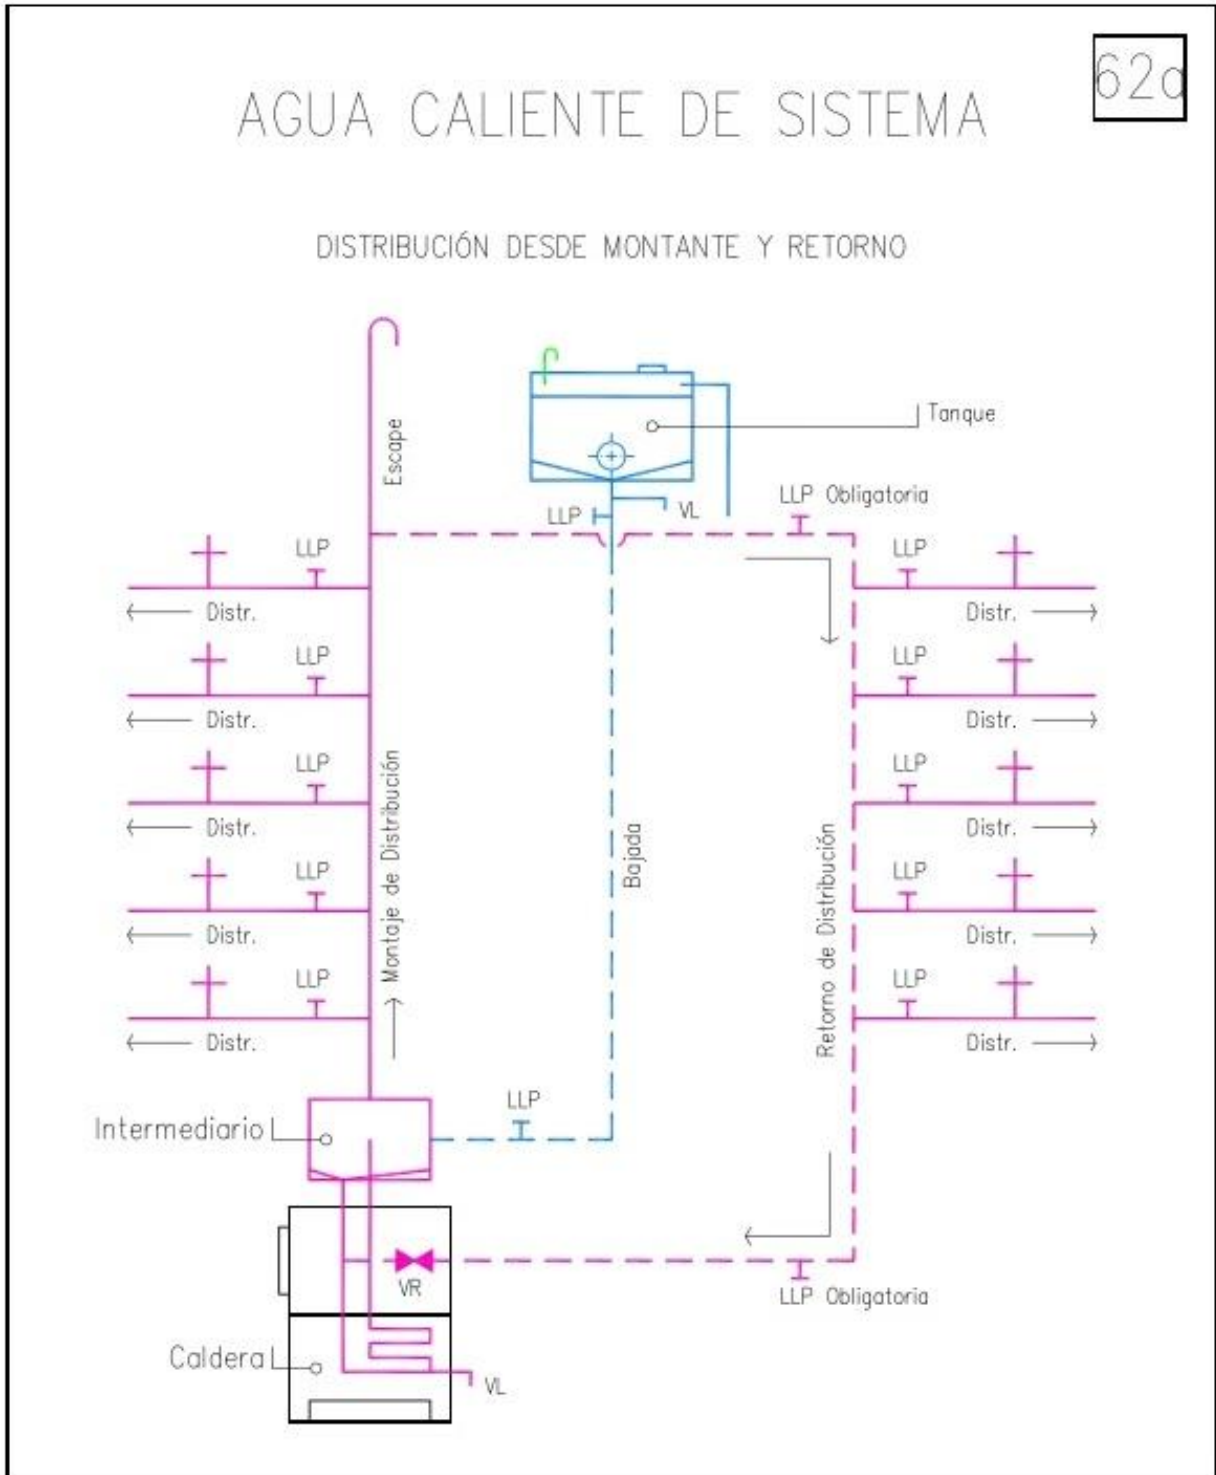 62a
AGUA CALIENTE DE SISTEMA
DISTRIBUCIÓN DESDE MONTANTE Y RETORNO
Escape
Tanque
LLP
VL
LLP Obligatoria
LLP
LLP
Distr.
Distr.
LLP
LLP
Distr.
Distr.
LLP
LLP
Distr.
Distr.
LLP
LLP
Distr.
Distr.
LLP
LLP
Distr.
Distr.
Montaje de Distribución
Bajada
Retorno de Distribución
LLP
Intermediario
VR
LLP Obligatoria
Caldera
VL